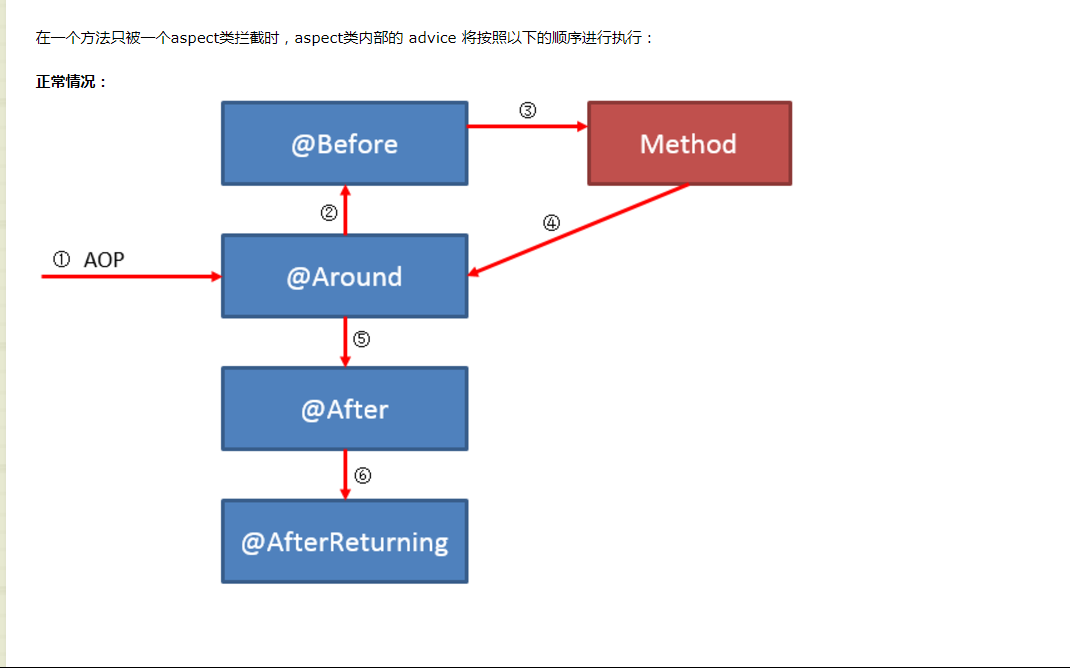 在一个方法只被一个aspect类拦截时，aspect类内部的 advice 将按照以下的顺序进行执行：
正常情况：
③
@Before
Method
②
④
① AOP
@Around
⑤
@After
⑥
@AfterReturning